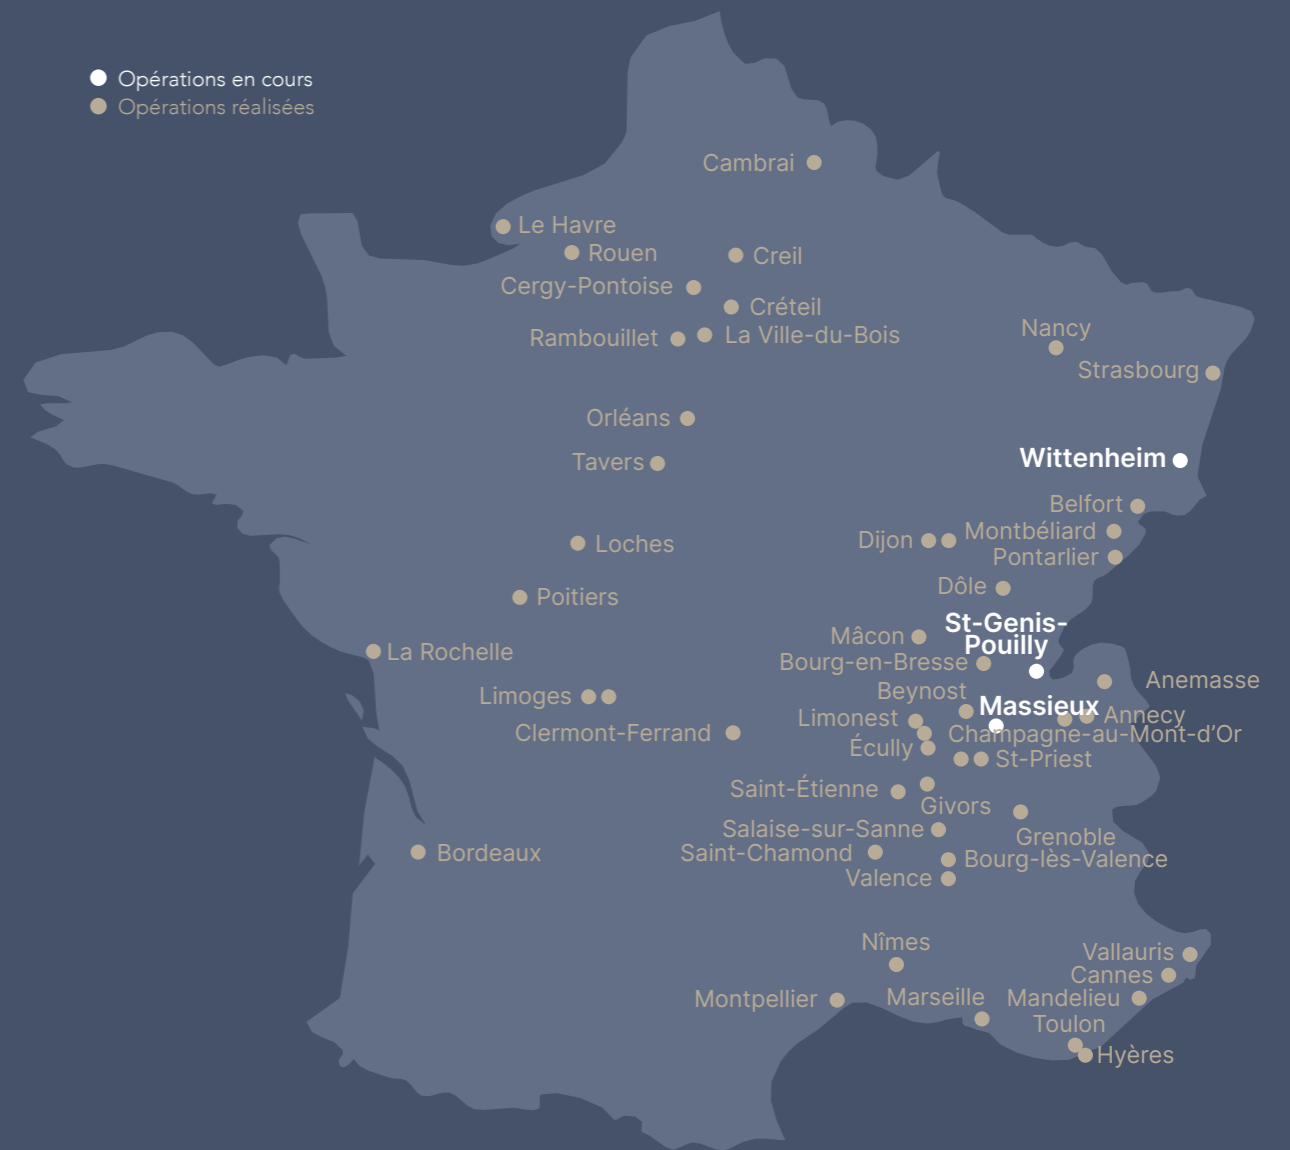 Opérations en cours
Opérations réalisées
Cambrai
Le Havre
Rouen
Creil
Cergy-Pontoise
Créteil
Rambouillet
La Ville-du-Bois
Nancy
Strasbourg
Orléans
Tavers
Wittenheim
Belfort
Montbéliard
Dijon
Loches
Pontarlier
Dôle
Poitiers
St-Genis-
Pouilly
Mâcon
La Rochelle
Bourg-en-Bresse
Anemasse
Beynost
Limoges
Massieux
Annecy
Limonest
Clermont-Ferrand
Champagne-au-Mont-d'Or
Écully
St-Priest
Saint-Étienne
Givors
Salaise-sur-Sanne
Grenoble
Bordeaux
Saint-Chamond
Bourg-lès-Valence
Valence
Nîmes
Vallauris
Cannes
Montpellier
Marseille
Mandelieu
Toulon
Hyères